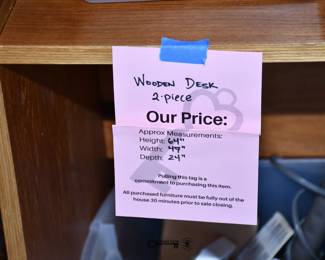 Wooden Desk
2-piece
Our Price:
Approx Measurements:
Height: 64"
Width: 47"
Depth: 24"
Pulling this tag is a
commitment to purchasing this item.
All purchased furniture must be fully out of the
house 30 minutes prior to sale closing.